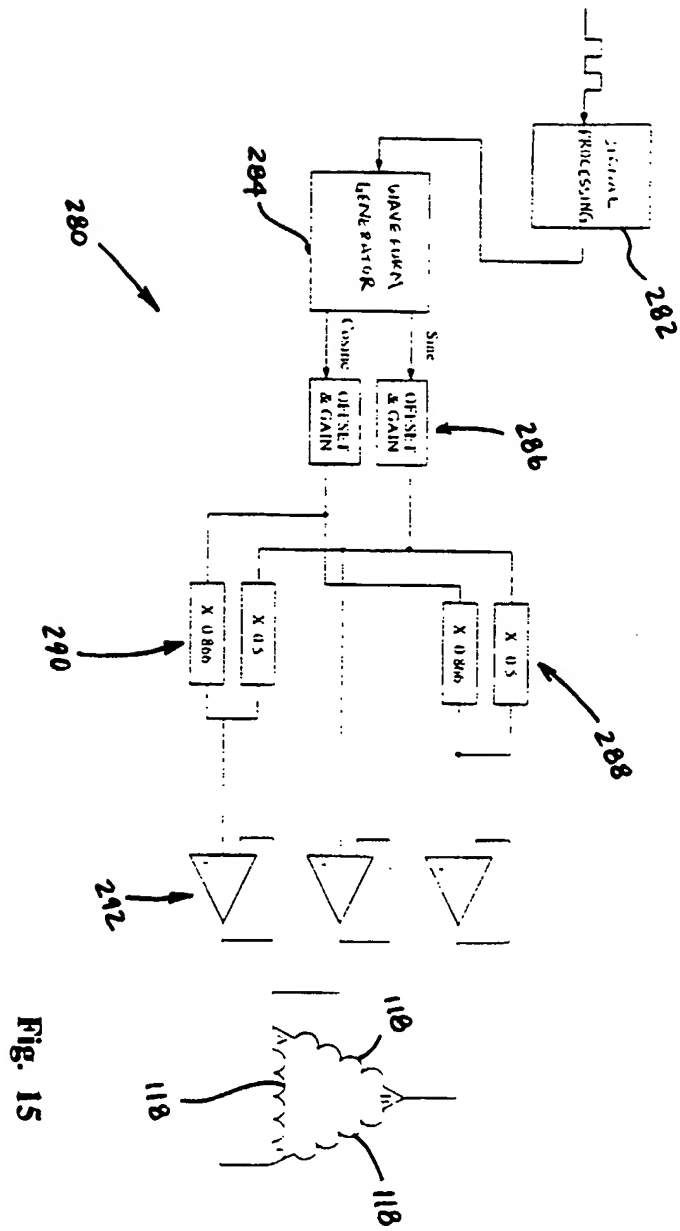 SIGNAL
PROCESSING
282
WAVEFORM
GENERATOR
284
280
Sine
Cosine
OFFSET
& GAIN
OFFSET
& GAIN
286
X 0.5
X 0.866
288
X 0.5
X 0.866
290
292
118
118
118
Fig. 15